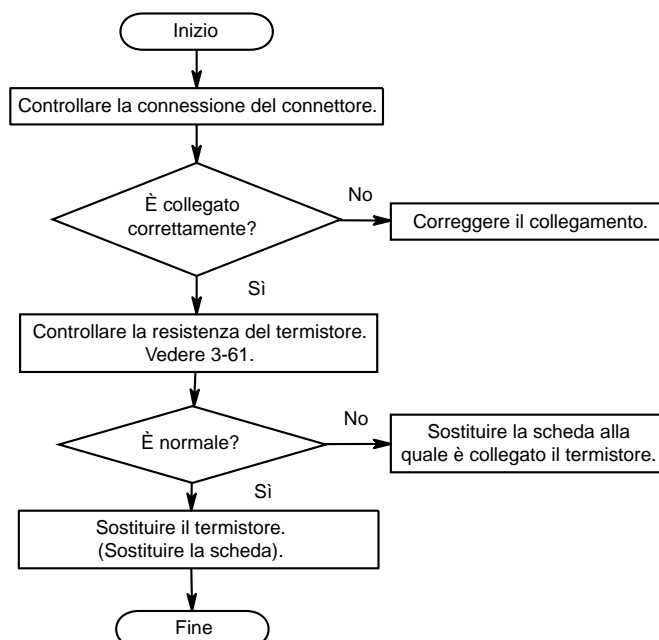 Inizio
Controllare la connessione del connettore.
È collegato
correttamente?
No
Correggere il collegamento.
Sì
Controllare la resistenza del termistore.
Vedere 3-61.
È normale?
No
Sostituire la scheda alla
quale è collegato il termistore.
Sì
Sostituire il termistore.
(Sostituire la scheda).
Fine